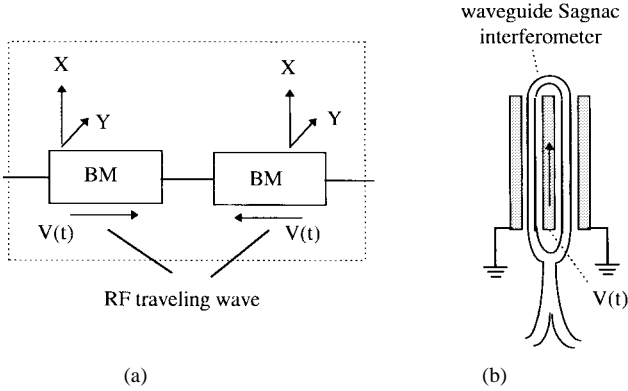 waveguide Sagnac
interferometer
X
Y
X
Y
BM
BM
V(t)
V(t)
RF traveling wave
V(t)
(a)
(b)